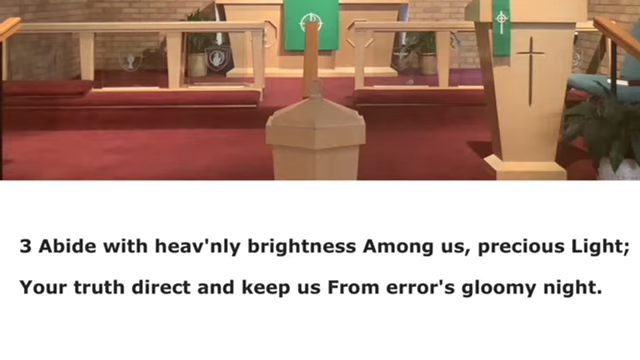 3 Abide with heav'nly brightness Among us, precious Light;
Your truth direct and keep us From error's gloomy night.